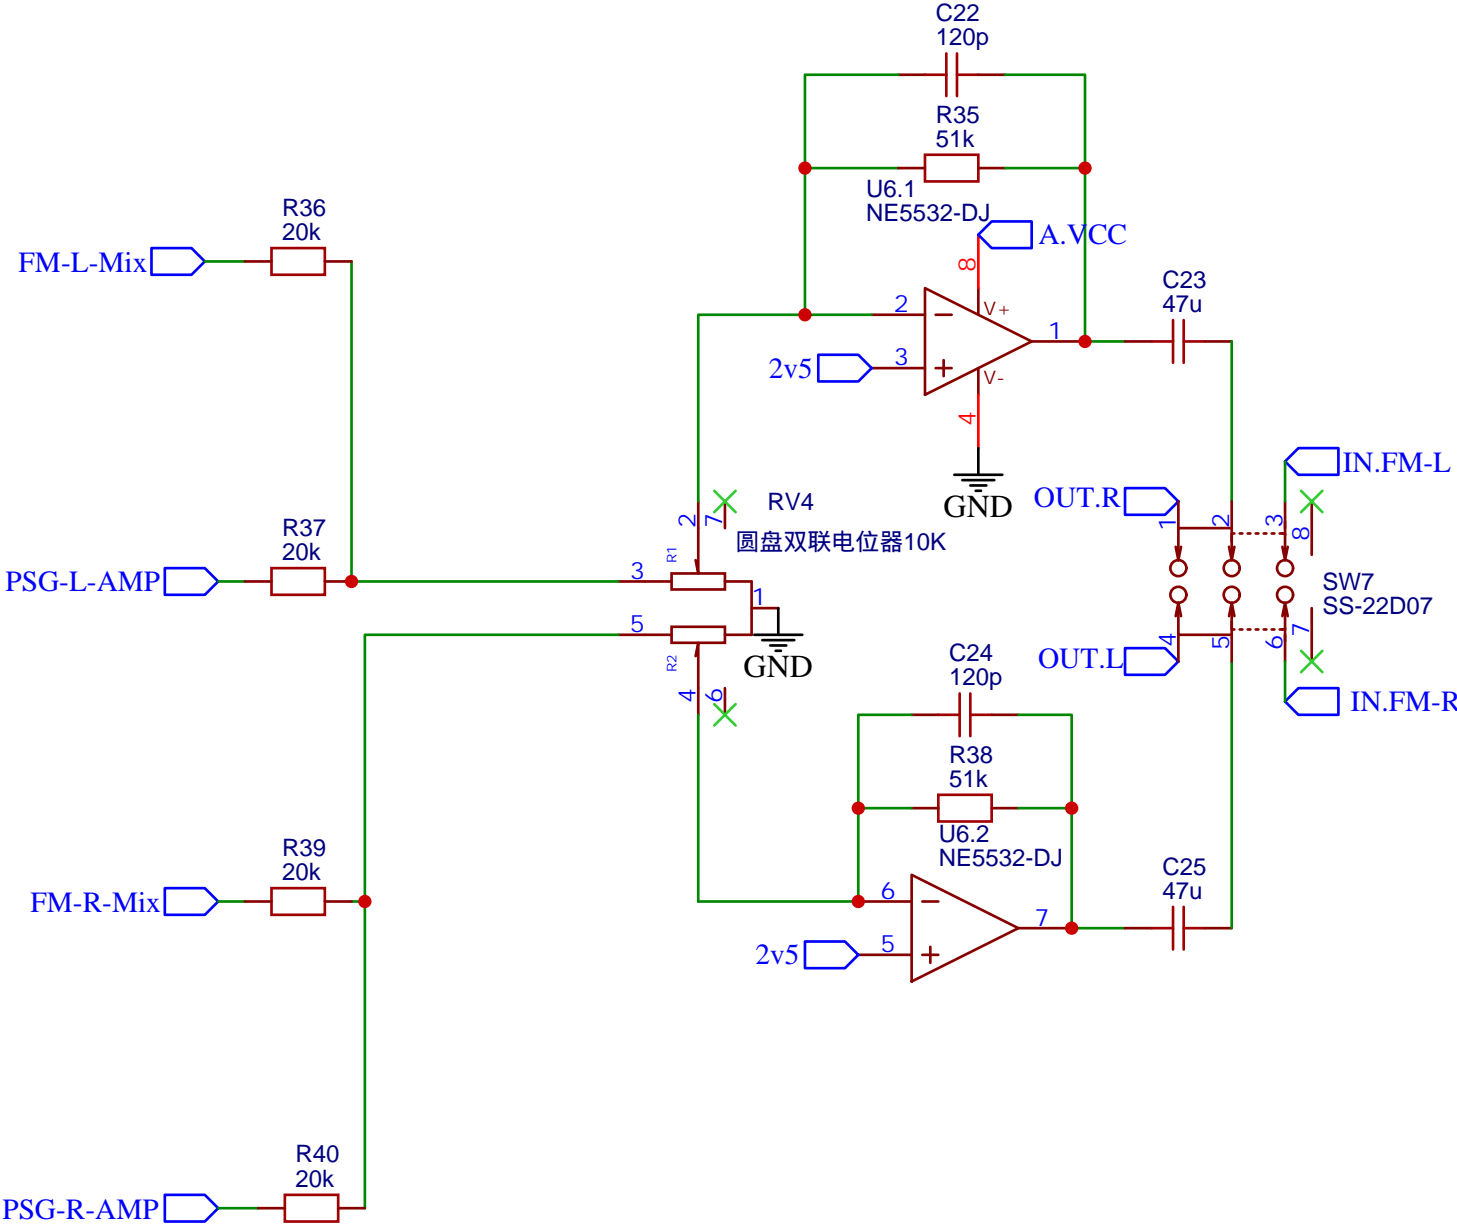 C22
120p
R35
51k
U6.1
NE5532-DJ
A.VCC
8
V+
2
1
3
V-
4
2v5
GND
C23
47u
R36
20k
FM-L-Mix
R37
20k
PSG-L-AMP
RV4
圆盘双联电位器10K
2
7
R1
3
1
5
R2
4
6
GND
IN.FM-L
OUT.R
1
2
3
8
SW7
SS-22D07
4
5
6
7
OUT.L
IN.FM-R
C24
120p
R38
51k
U6.2
NE5532-DJ
6
7
5
2v5
C25
47u
R39
20k
FM-R-Mix
R40
20k
PSG-R-AMP